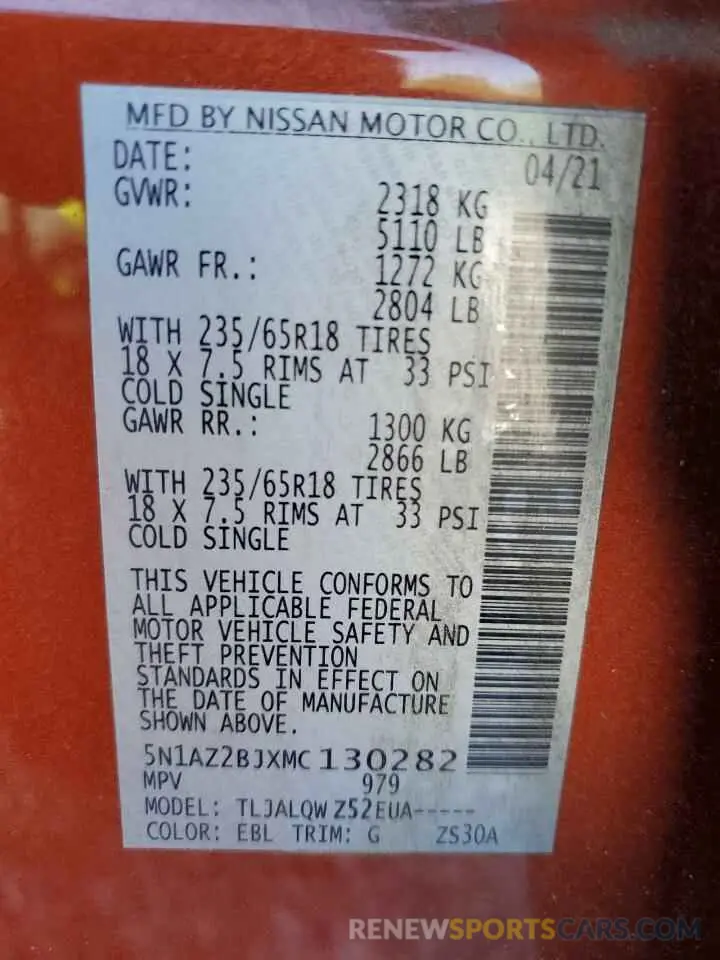 MFD BY NISSAN MOTOR CO., LTD.
DATE: 04/21
GVWR: 2318 KG
5110 LB
GAWR FR.: 1272 KG
2804 LB
WITH 235/65R18 TIRES
18 X 7.5 RIMS AT 33 PSI
COLD SINGLE
GAWR RR.: 1300 KG
2866 LB
WITH 235/65R18 TIRES
18 X 7.5 RIMS AT 33 PSI
COLD SINGLE
THIS VEHICLE CONFORMS TO
ALL APPLICABLE FEDERAL
MOTOR VEHICLE SAFETY AND
THEFT PREVENTION
STANDARDS IN EFFECT ON
THE DATE OF MANUFACTURE
SHOWN ABOVE.
5N1AZ2BJXMC130282
MPV 979
MODEL: TLJALQW Z52EUA-----
COLOR: EBL TRIM: G ZS30A
RENEWSPORTSCARS.COM